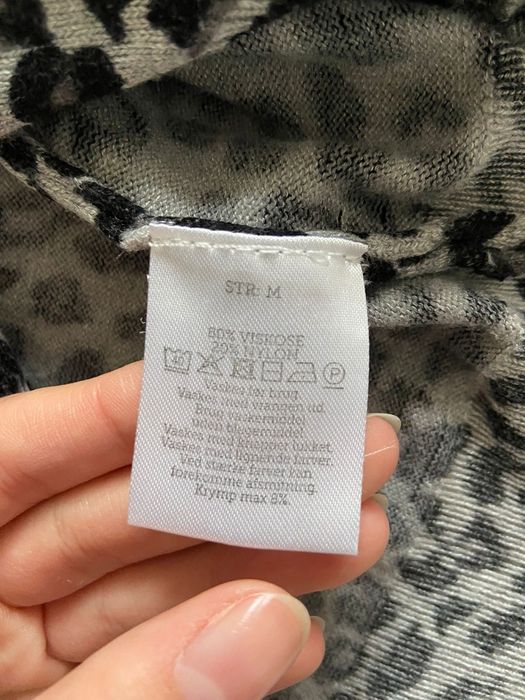 STR: M
80% VISKOSE
20% NYLON
P
Vaskes før brug.
Vaskes med vrangen ud.
Brug vaskemiddel
uden blegemiddel.
Vaskes med knapper lukket.
Vaskes med lignende farver.
Ved stærke farver kan
forekomme afsmitning.
Krymp max 8%.